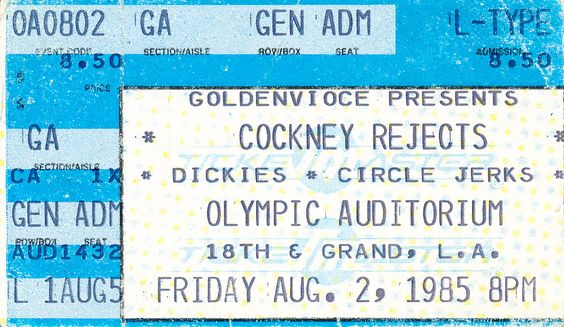 0A0802 GA GEN ADM L-TYPE
EVENT CODE SECTION/AISLE ROW/BOX SEAT ADMISSION
8.50 8.50
$ PRICE
$ GOLDENVIOCE PRESENTS
GA * COCKNEY REJECTS *
SECTION/AISLE TICKETMASTER
CA 1X * DICKIES * CIRCLE JERKS *
GEN ADM OLYMPIC AUDITORIUM
ROW/BOX SEAT
AUD1432 18TH & GRAND, L.A.
L 1AUG5 FRIDAY AUG. 2, 1985 8PM